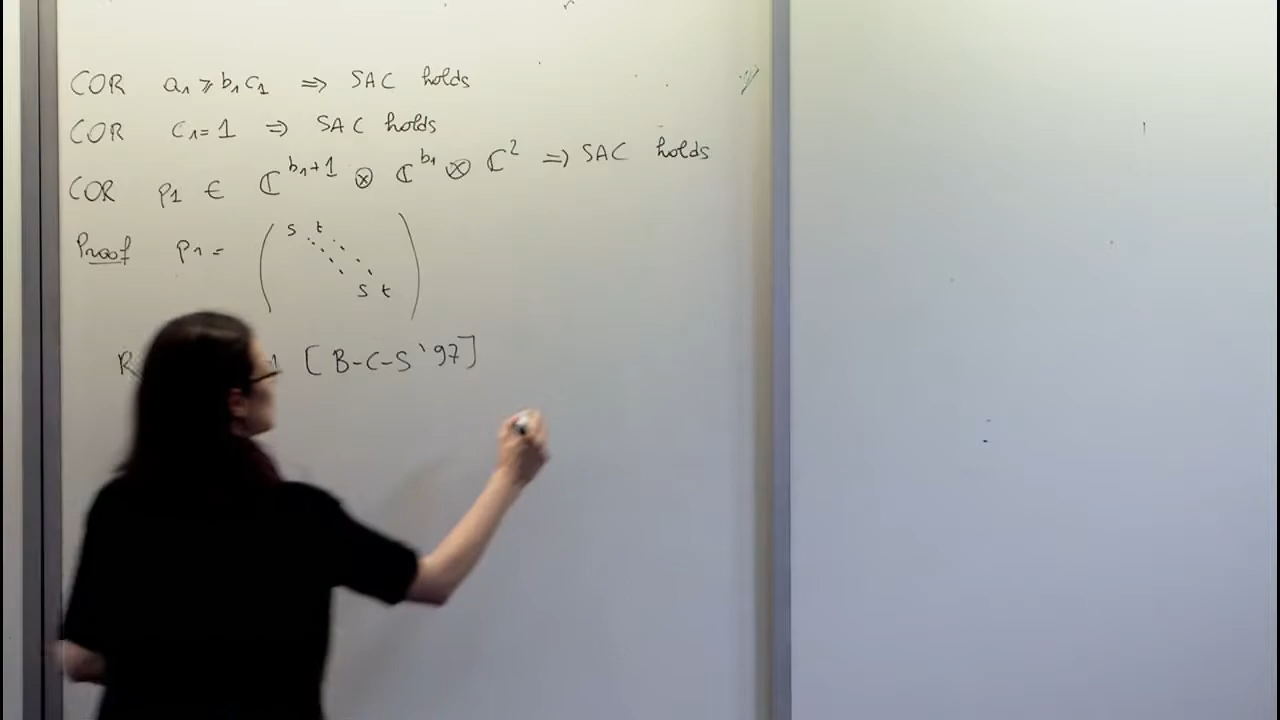 COR a₁ ⩾ b₁c₁ ⇒ SAC holds
COR c₁ = 1 ⇒ SAC holds
COR p1 ∈ ℂ^{b₁+1} ⊗ ℂ^{b₁} ⊗ ℂ^2 ⇒ SAC holds
Proof p₁ = ( s t ⋱ ⋱ s t )
R 1 [B-C-S '97]